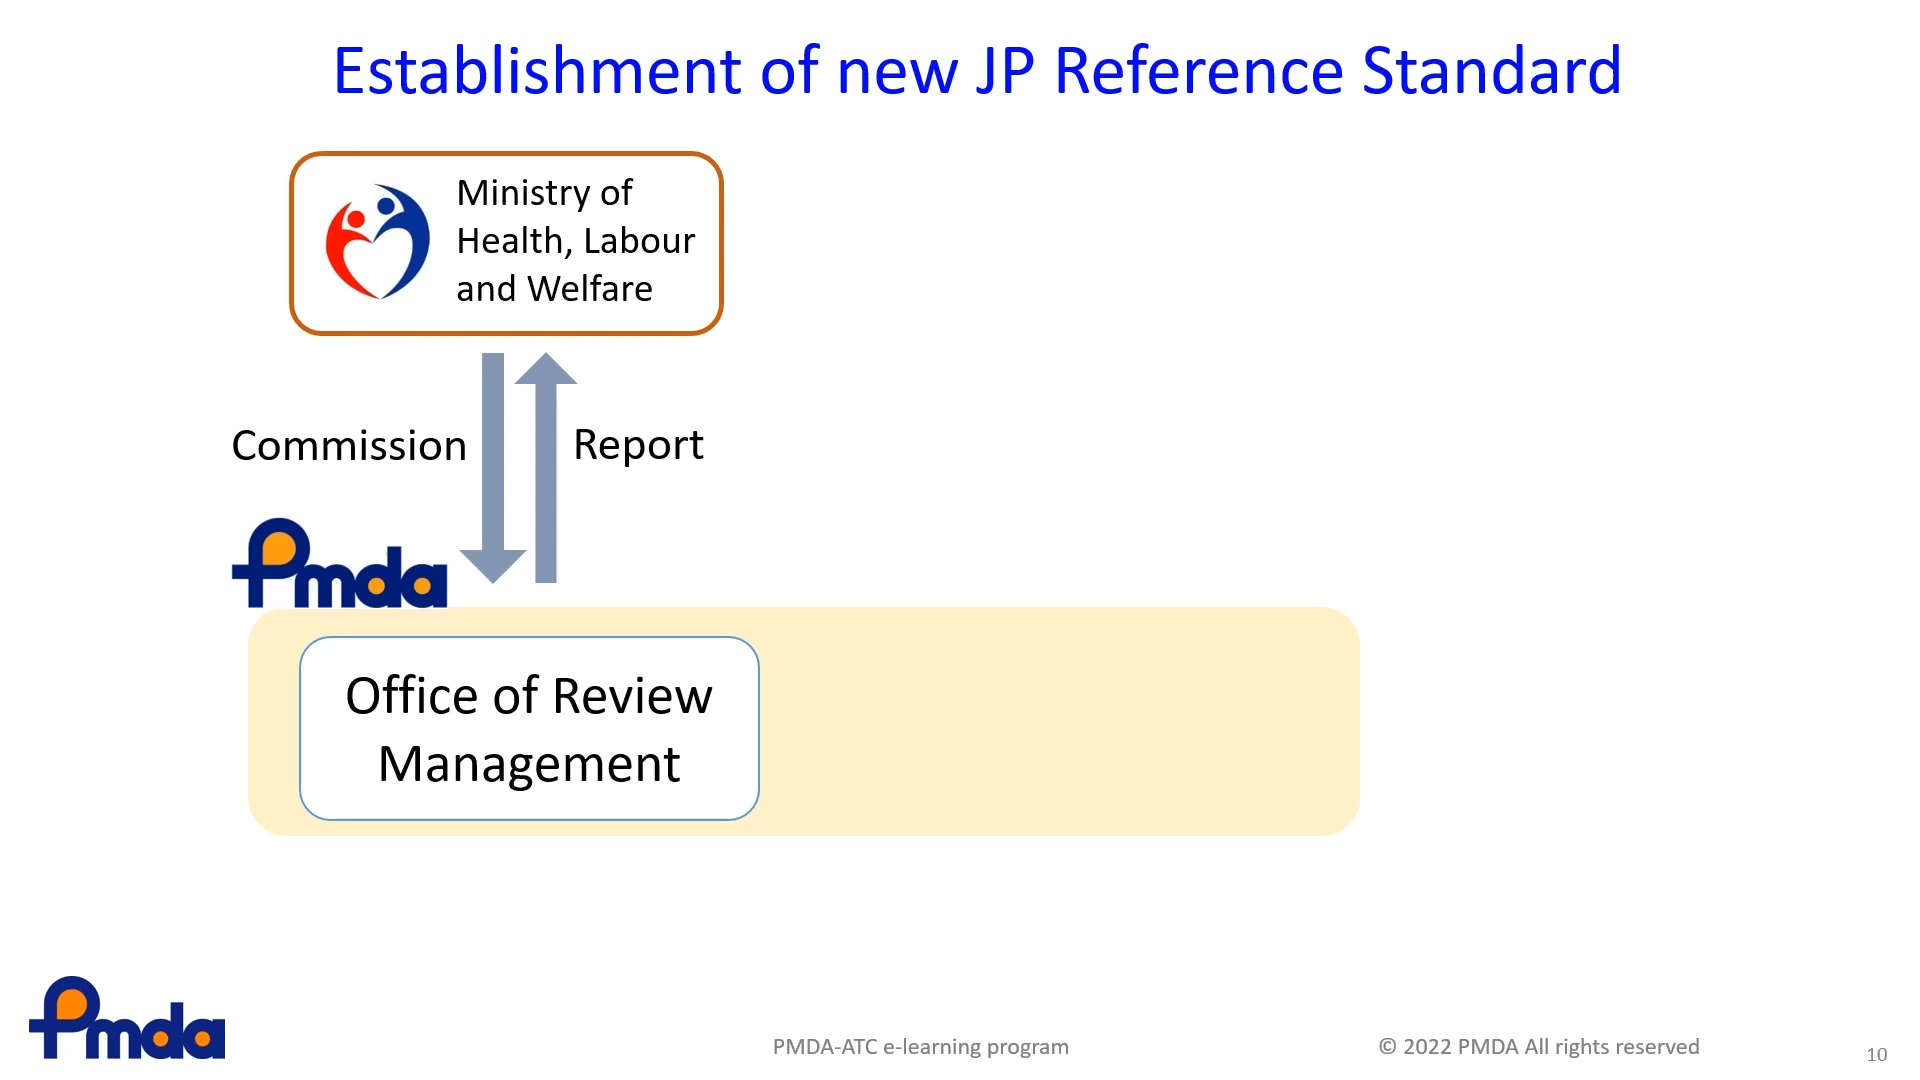 Establishment of new JP Reference Standard
Ministry of
Health, Labour
and Welfare
Commission
Report
Pmda
Office of Review
Management
Pmda
PMDA-ATC e-learning program
© 2022 PMDA All rights reserved
10